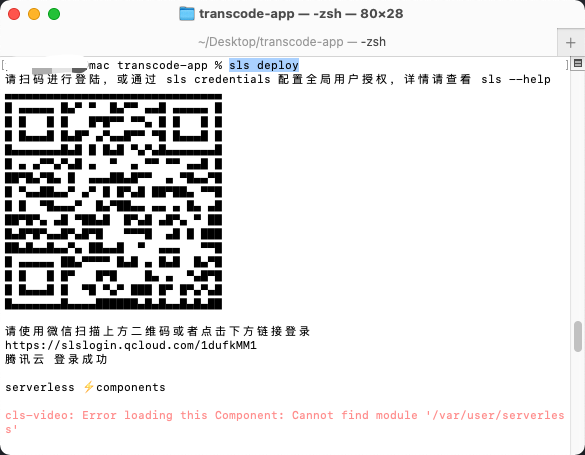 transcode-app — -zsh — 80×28
~/Desktop/transcode-app — -zsh
mac transcode-app % sls deploy
请扫码进行登陆，或通过 sls credentials 配置全局用户授权，详情请查看 sls --help
请使用微信扫描上方二维码或者点击下方链接登录
https://slslogin.qcloud.com/1dufkMM1
腾讯云 登录成功
serverless ⚡components
cls-video: Error loading this Component: Cannot find module '/var/user/serverles
s'